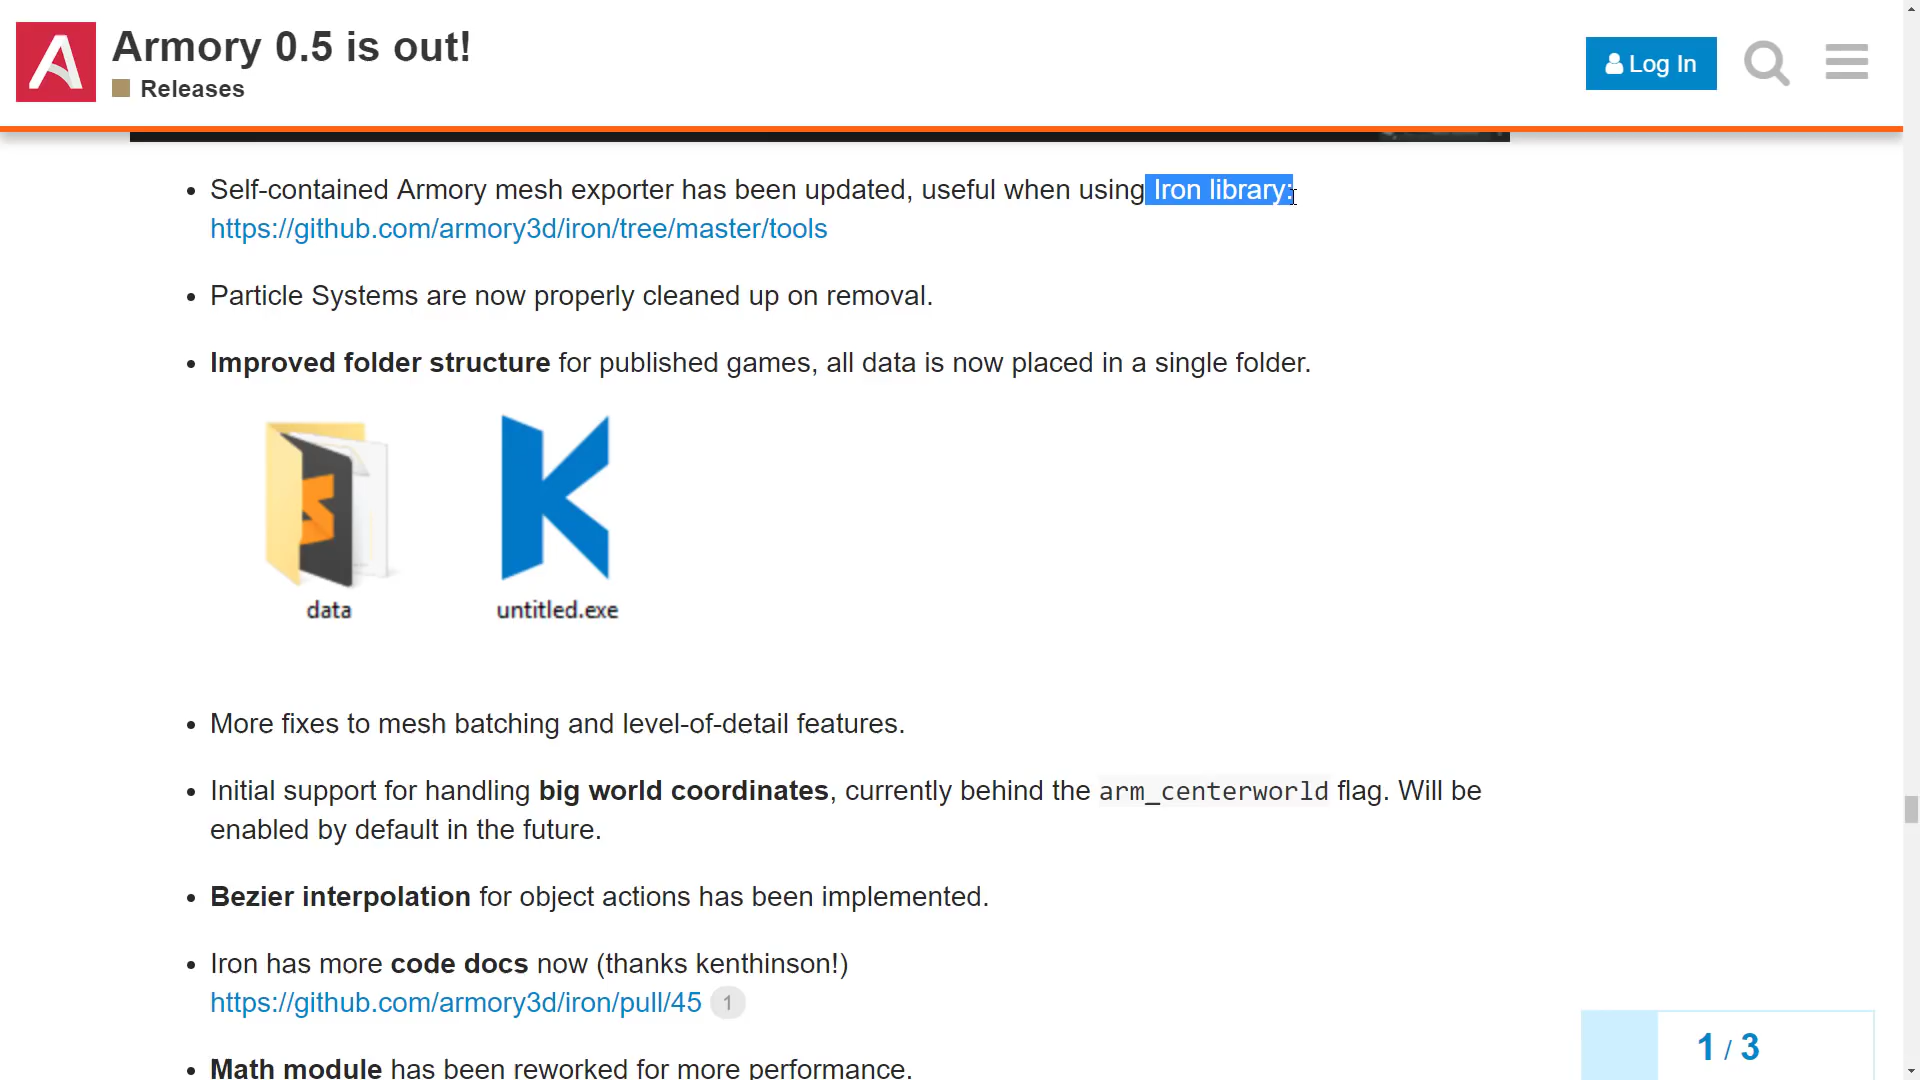 Armory 0.5 is out!
Releases
Log In
Self-contained Armory mesh exporter has been updated, useful when using Iron library:
https://github.com/armory3d/iron/tree/master/tools
Particle Systems are now properly cleaned up on removal.
Improved folder structure for published games, all data is now placed in a single folder.
data
untitled.exe
More fixes to mesh batching and level-of-detail features.
Initial support for handling big world coordinates, currently behind the arm_centerworld flag. Will be
enabled by default in the future.
Bezier interpolation for object actions has been implemented.
Iron has more code docs now (thanks kenthinson!)
https://github.com/armory3d/iron/pull/45 1
Math module has been reworked for more performance.
1 / 3